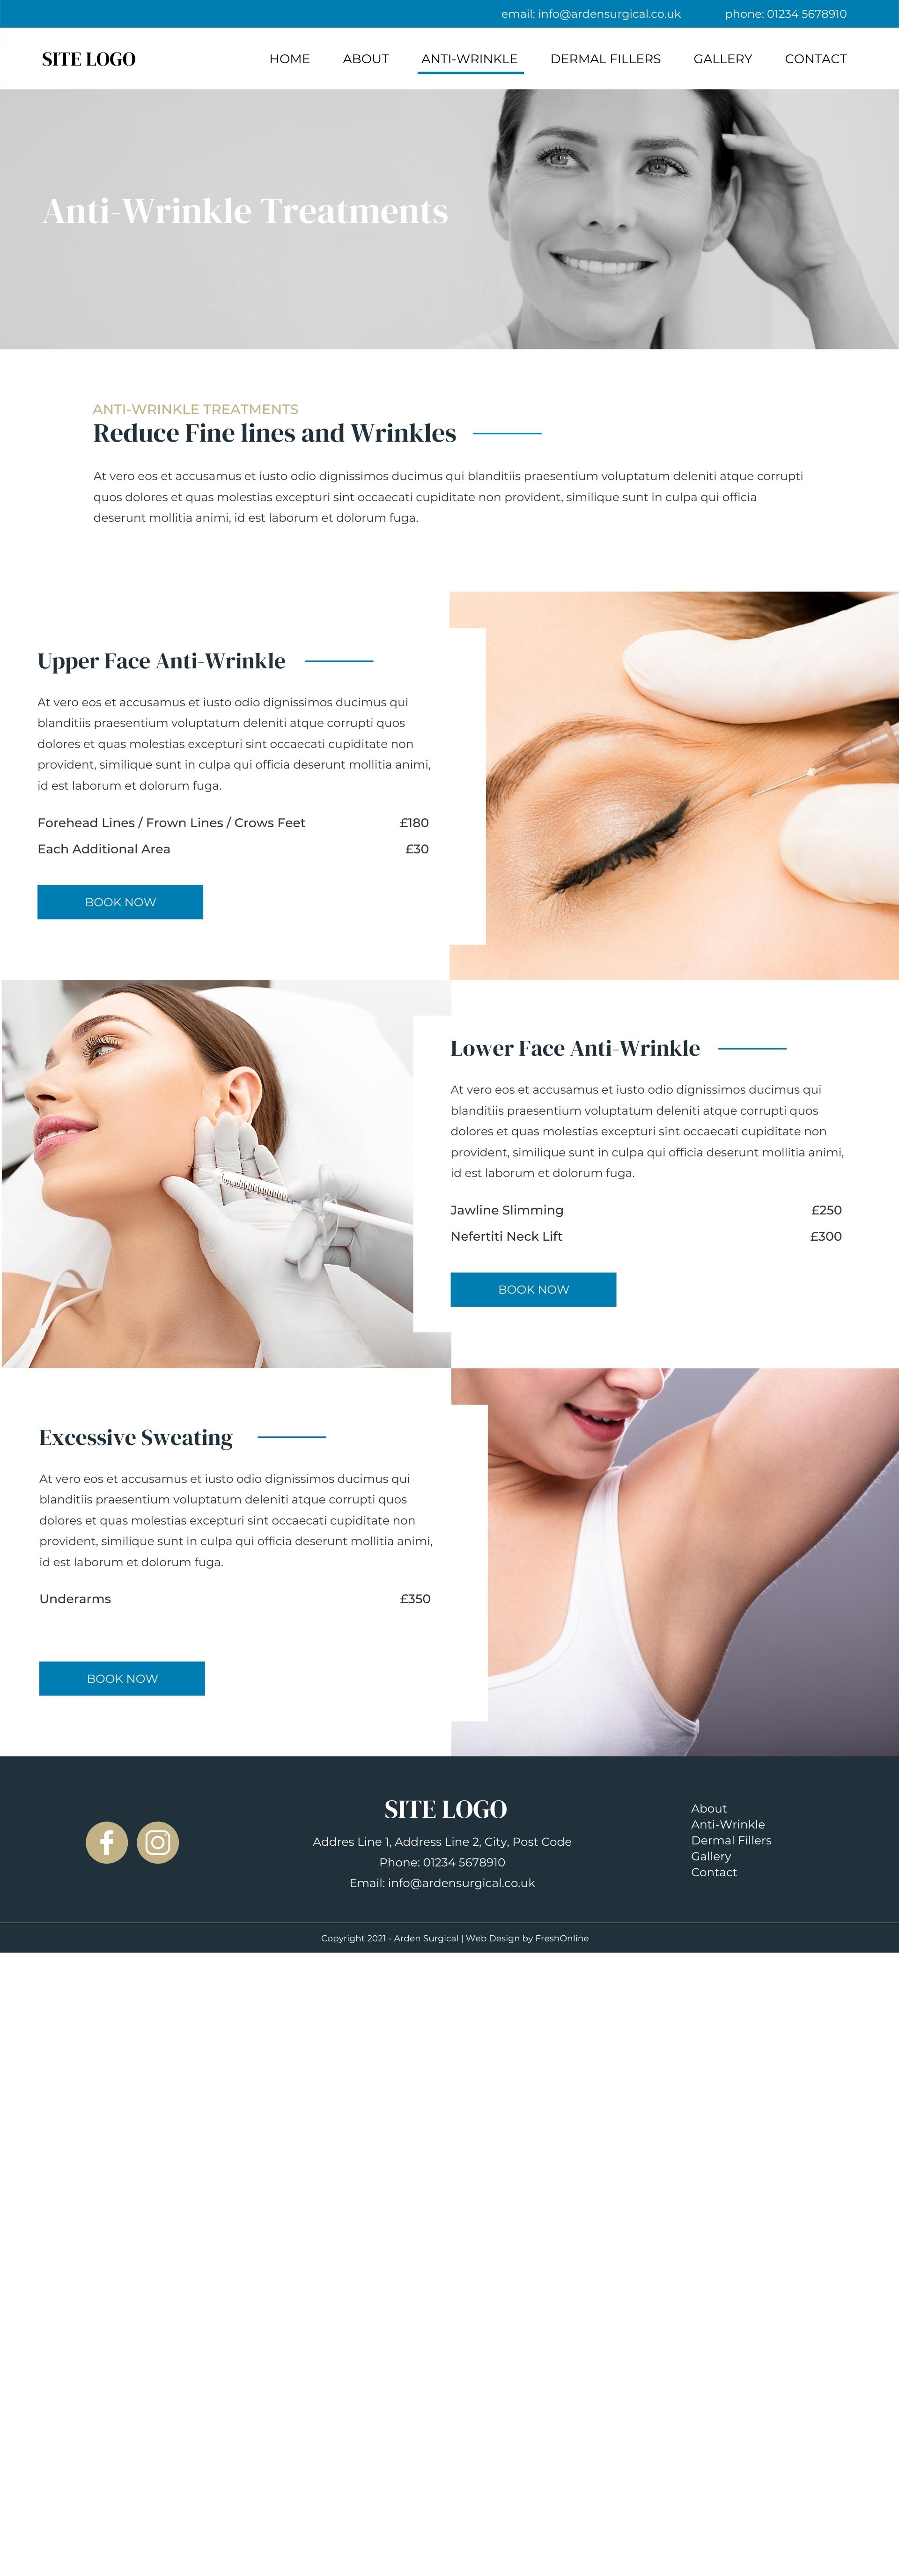 email: info@ardensurgical.co.uk phone: 01234 5678910
SITE LOGO HOME ABOUT ANTI-WRINKLE DERMAL FILLERS GALLERY CONTACT
Anti-Wrinkle Treatments
ANTI-WRINKLE TREATMENTS
Reduce Fine lines and Wrinkles
At vero eos et accusamus et iusto odio dignissimos ducimus qui blanditiis praesentium voluptatum deleniti atque corrupti
quos dolores et quas molestias excepturi sint occaecati cupiditate non provident, similique sunt in culpa qui officia
deserunt mollitia animi, id est laborum et dolorum fuga.
Upper Face Anti-Wrinkle
At vero eos et accusamus et iusto odio dignissimos ducimus qui
blanditiis praesentium voluptatum deleniti atque corrupti quos
dolores et quas molestias excepturi sint occaecati cupiditate non
provident, similique sunt in culpa qui officia deserunt mollitia animi,
id est laborum et dolorum fuga.
Forehead Lines / Frown Lines / Crows Feet £180
Each Additional Area £30
BOOK NOW
Lower Face Anti-Wrinkle
At vero eos et accusamus et iusto odio dignissimos ducimus qui
blanditiis praesentium voluptatum deleniti atque corrupti quos
dolores et quas molestias excepturi sint occaecati cupiditate non
provident, similique sunt in culpa qui officia deserunt mollitia animi,
id est laborum et dolorum fuga.
Jawline Slimming £250
Nefertiti Neck Lift £300
BOOK NOW
Excessive Sweating
At vero eos et accusamus et iusto odio dignissimos ducimus qui
blanditiis praesentium voluptatum deleniti atque corrupti quos
dolores et quas molestias excepturi sint occaecati cupiditate non
provident, similique sunt in culpa qui officia deserunt mollitia animi,
id est laborum et dolorum fuga.
Underarms £350
BOOK NOW
SITE LOGO
Addres Line 1, Address Line 2, City, Post Code
Phone: 01234 5678910
Email: info@ardensurgical.co.uk
About
Anti-Wrinkle
Dermal Fillers
Gallery
Contact
Copyright 2021 - Arden Surgical | Web Design by FreshOnline